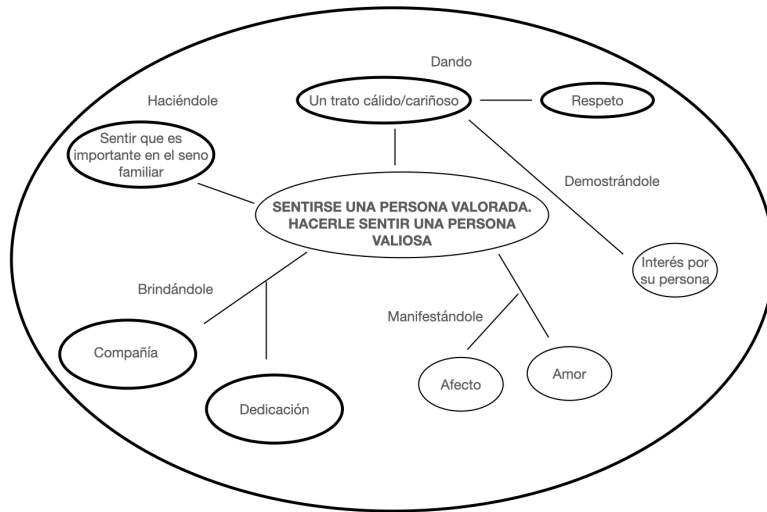 Dando
Un trato cálido/cariñoso
Respeto
Haciéndole
Sentir que es
importante en el seno
familiar
Demostrándole
SENTIRSE UNA PERSONA VALORADA.
HACERLE SENTIR UNA PERSONA
VALIOSA
Interés por
su persona
Brindándole
Manifestándole
Compañía
Afecto
Amor
Dedicación